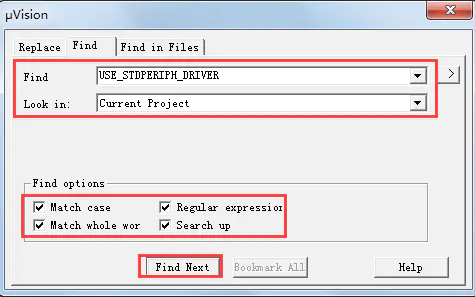 µVision
Replace Find Find in Files
Find USE_STDPERIPH_DRIVER
Look in: Current Project
Find options
Match case Regular expression
Match whole wor Search up
Find Next Bookmark All Help